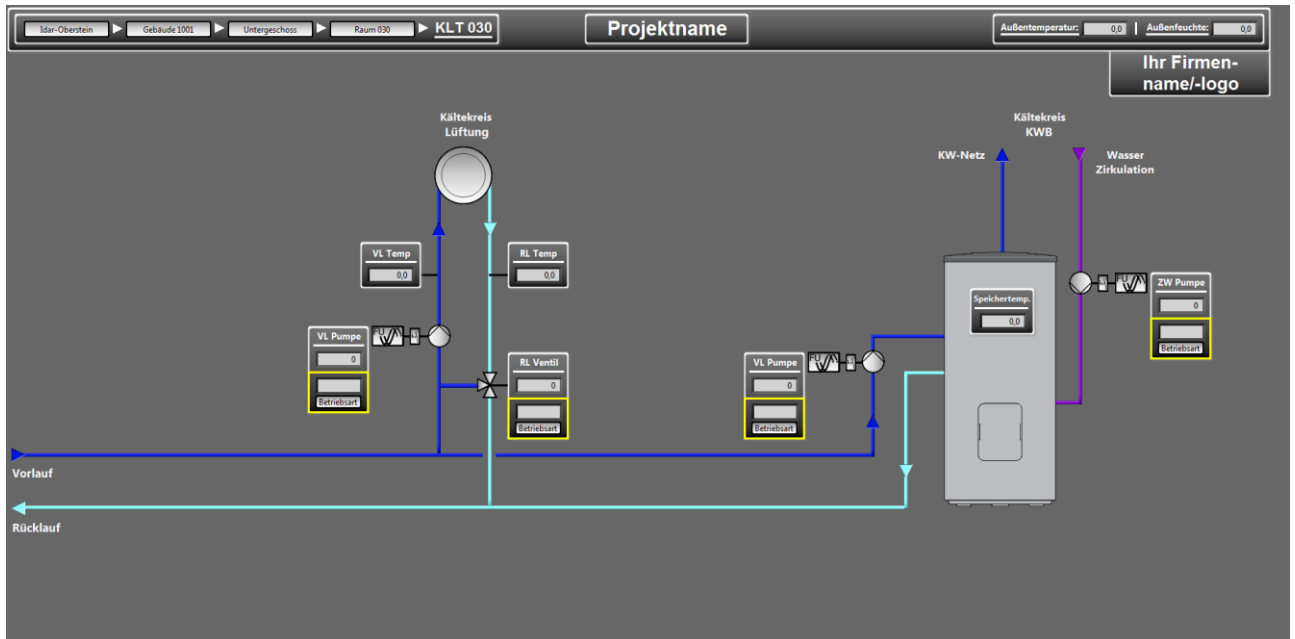 Idar-Oberstein
Gebäude 1001
Untergeschoss
Raum 030
KLT 030
Projektname
Außentemperatur: 0,0
Außenfeuchte: 0,0
Ihr Firmen-
name/-logo
Kältekreis
Lüftung
Kältekreis
KWB
KW-Netz
Wasser
Zirkulation
VL Temp
0,0
RL Temp
0,0
Speichertemp.
0,0
ZW Pumpe
0
Betriebsart
FU
VL Pumpe
0
Betriebsart
FU
RL Ventil
0
Betriebsart
VL Pumpe
0
Betriebsart
FU
Vorlauf
Rücklauf